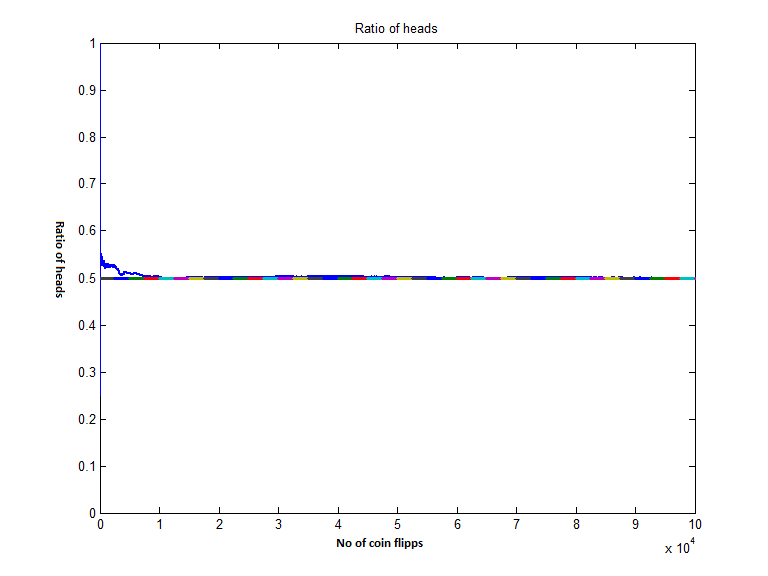 Ratio of heads
1
0.9
0.8
0.7
0.6
0.5
0.4
0.3
0.2
0.1
0
Ratio of heads
0 1 2 3 4 5 6 7 8 9 10
x 10^4
No of coin flipps